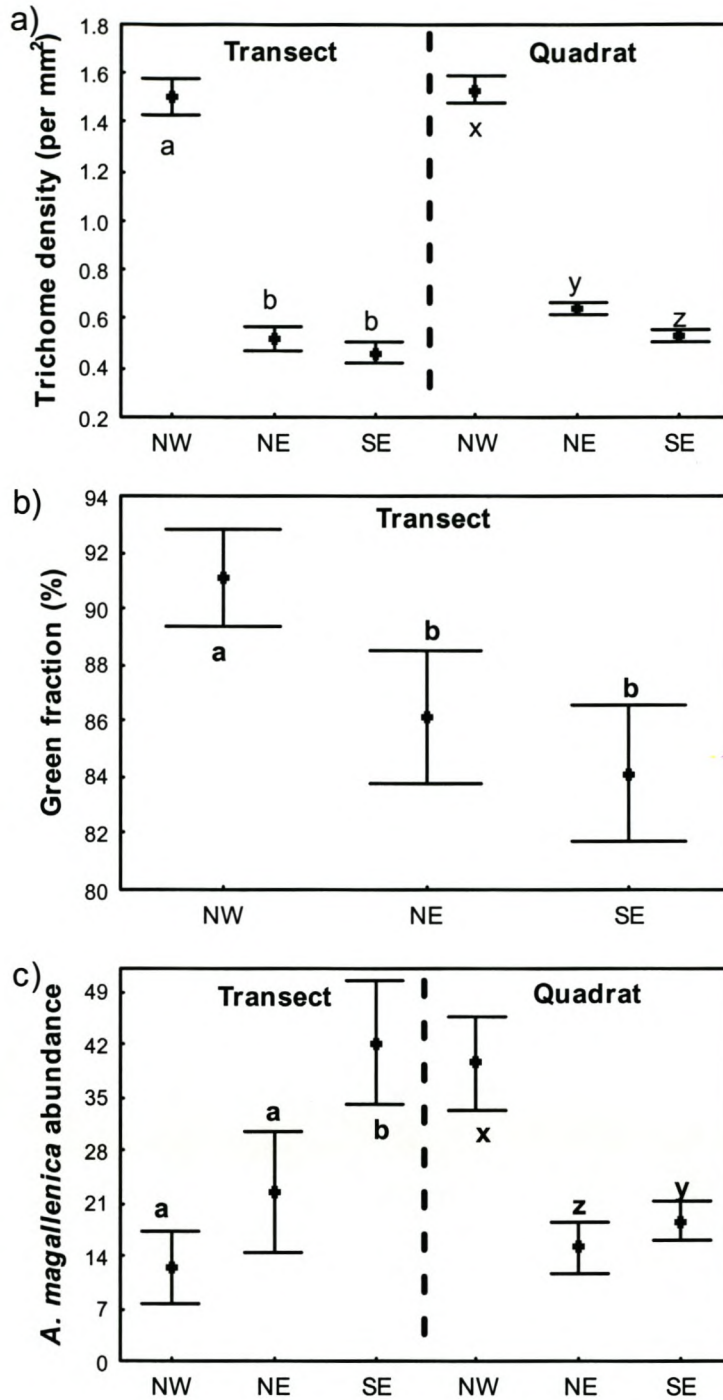 a)
Trichome density (per mm²)
1.8
1.6
1.4
1.2
1.0
0.8
0.6
0.4
0.2
Transect
Quadrat
a
b
b
x
y
z
NW NE SE NW NE SE
b)
Green fraction (%)
94
92
90
88
86
84
82
80
Transect
a
b
b
NW NE SE
c)
A. magallenica abundance
49
42
35
28
21
14
7
0
Transect
Quadrat
a
a
b
x
z
y
NW NE SE NW NE SE